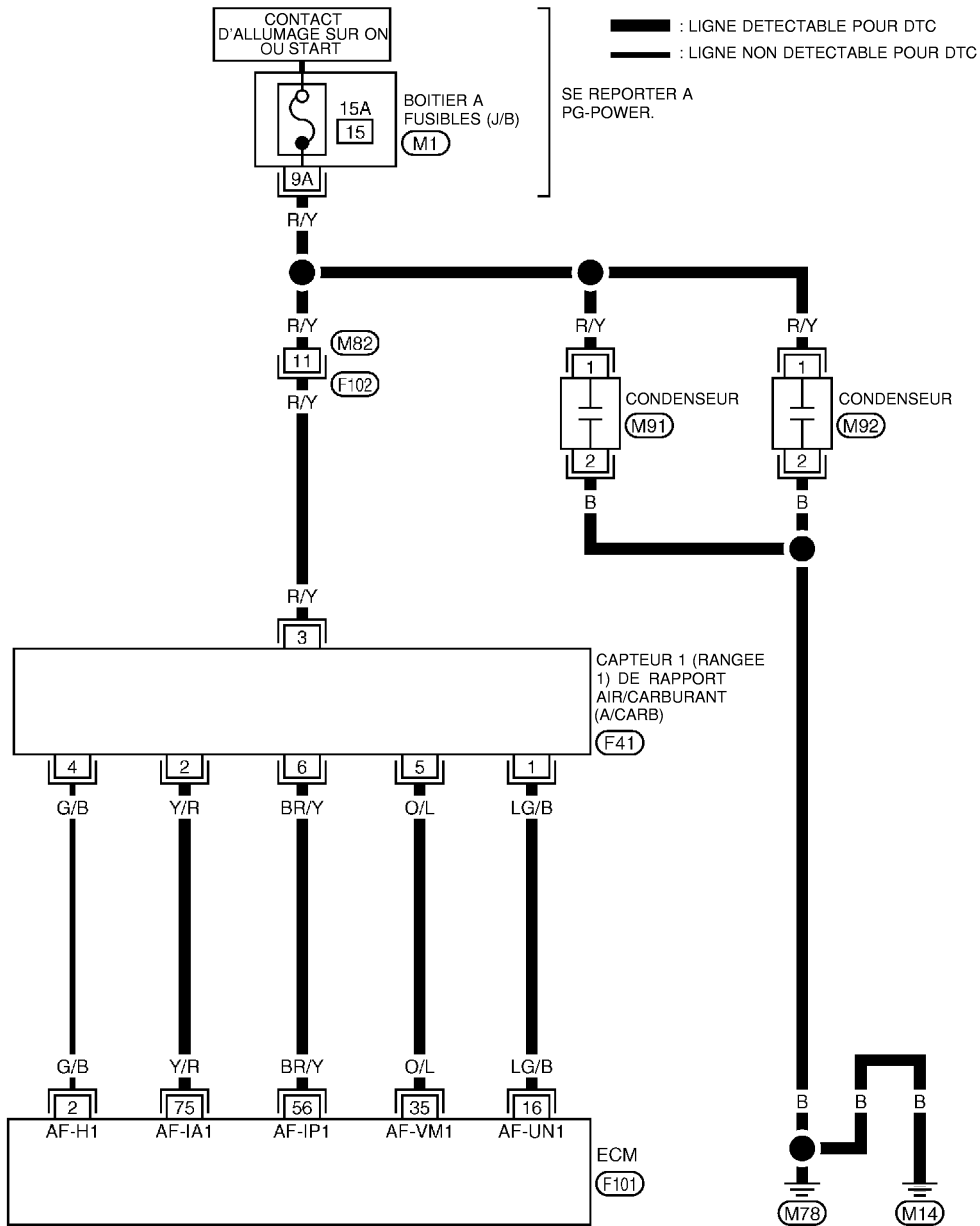 CONTACT
D'ALLUMAGE SUR ON
OU START
: LIGNE DETECTABLE POUR DTC
: LIGNE NON DETECTABLE POUR DTC
15A
15
BOITIER A
FUSIBLES (J/B)
M1
SE REPORTER A
PG-POWER.
9A
R/Y
R/Y
R/Y
R/Y
M82
11
F102
R/Y
1
CONDENSEUR
M91
2
B
1
CONDENSEUR
M92
2
B
R/Y
3
CAPTEUR 1 (RANGEE
1) DE RAPPORT
AIR/CARBURANT
(A/CARB)
F41
4
2
6
5
1
G/B
Y/R
BR/Y
O/L
LG/B
G/B
Y/R
BR/Y
O/L
LG/B
2
75
56
35
16
AF-H1
AF-IA1
AF-IP1
AF-VM1
AF-UN1
ECM
F101
B
B
B
M78
M14